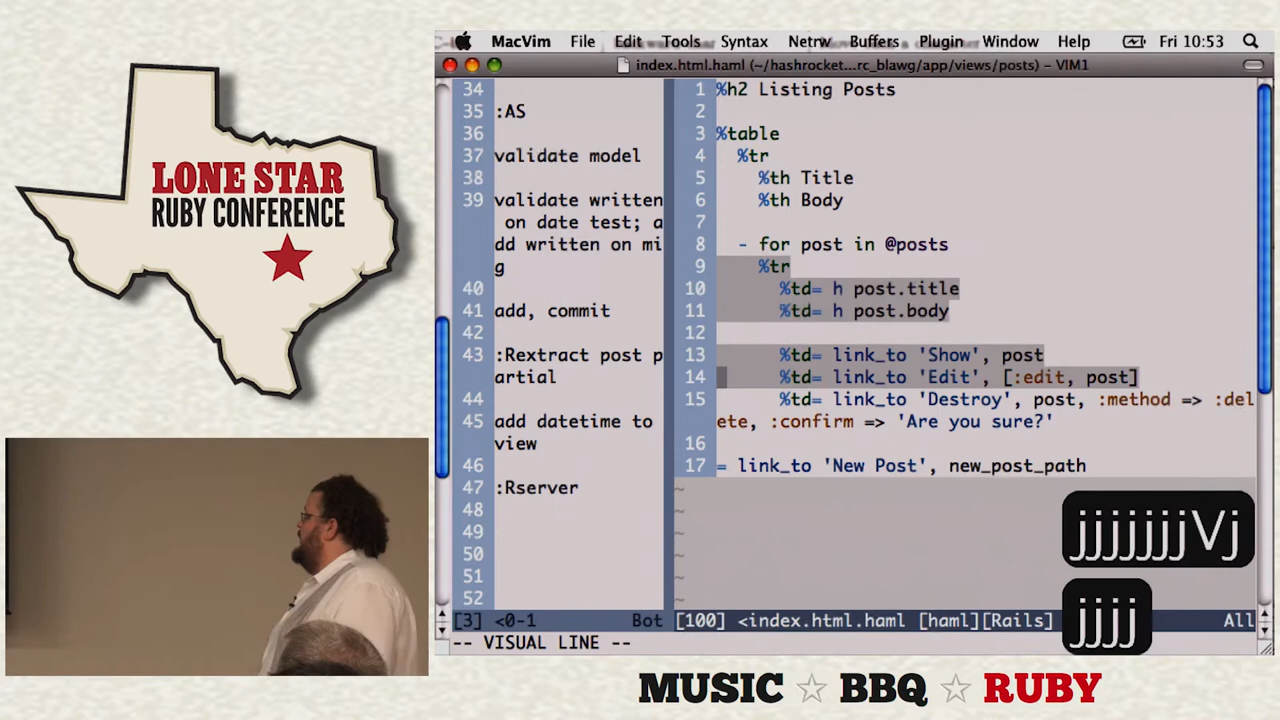 LONE STAR
RUBY CONFERENCE
MacVim File Edit Tools Syntax Netrw Buffers Plugin Window Help Fri 10:53
index.html.haml (~/hashrocket...rc_blawg/app/views/posts) – VIM1
34
35 :AS
36
37 validate model
38
39 validate written
on date test; a
dd written on mi
g
40
41 add, commit
42
43 :Rextract post p
artial
44
45 add datetime to
view
46
47 :Rserver
48
49
50
51
52
[3] <0-1 Bot
1 %h2 Listing Posts
2
3 %table
4 %tr
5 %th Title
6 %th Body
7
8 - for post in @posts
9 %tr
10 %td= h post.title
11 %td= h post.body
12
13 %td= link_to 'Show', post
14 %td= link_to 'Edit', [:edit, post]
15 %td= link_to 'Destroy', post, :method => :del
ete, :confirm => 'Are you sure?'
16
17 = link_to 'New Post', new_post_path
~
~
~
~
~
~
[100] <index.html.haml [haml][Rails] All
-- VISUAL LINE --
jjjjjjjVj
jjjj
MUSIC ☆ BBQ ☆ RUBY